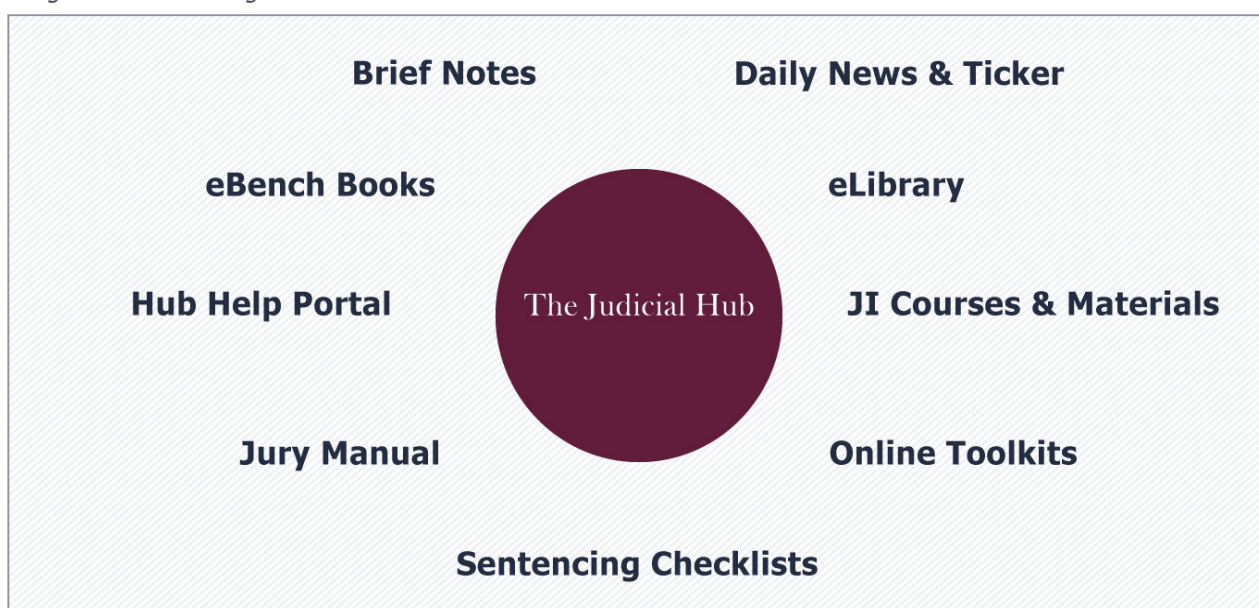 Brief Notes
Daily News & Ticker
eBench Books
eLibrary
Hub Help Portal
The Judicial Hub
JI Courses & Materials
Jury Manual
Online Toolkits
Sentencing Checklists